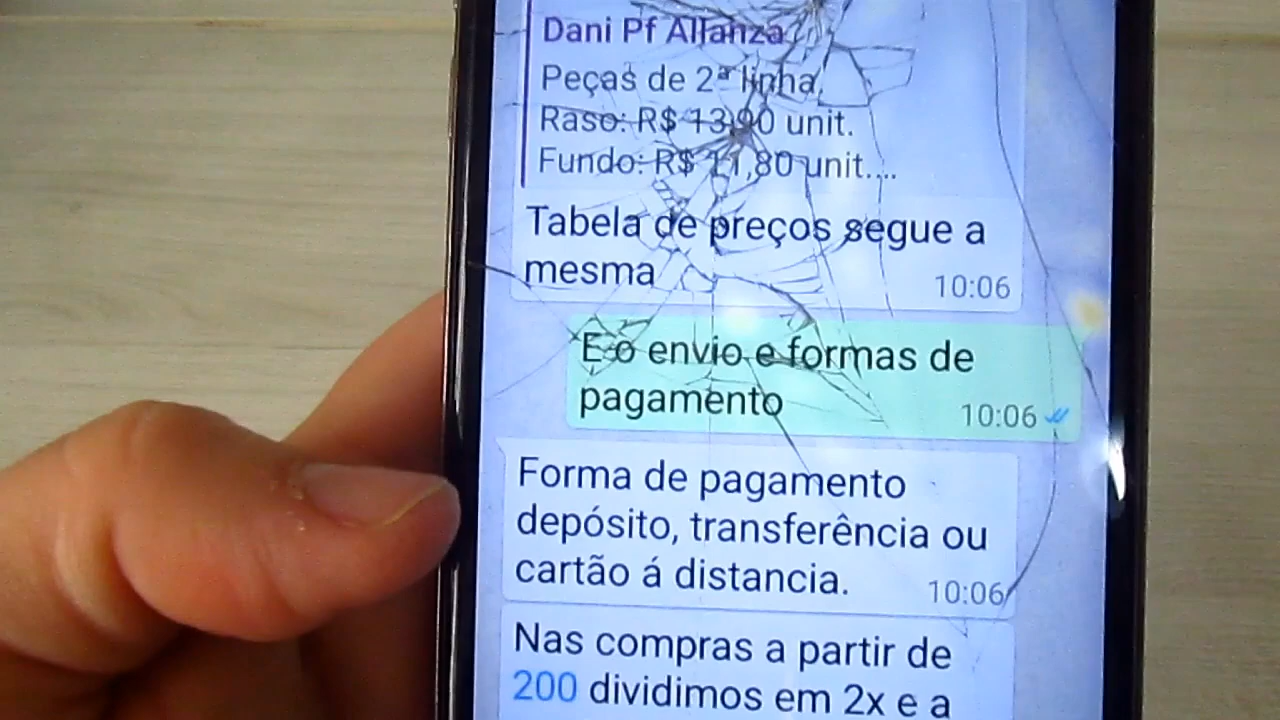 Dani Pf Allanza
Peças de 2ª linha
Raso: R$ 13,90 unit.
Fundo: R$ 11,80 unit....
Tabela de preços segue a
mesma
10:06
E o envio e formas de
pagamento
10:06
Forma de pagamento
depósito, transferência ou
cartão á distancia.
10:06
Nas compras a partir de
200 dividimos em 2x e a